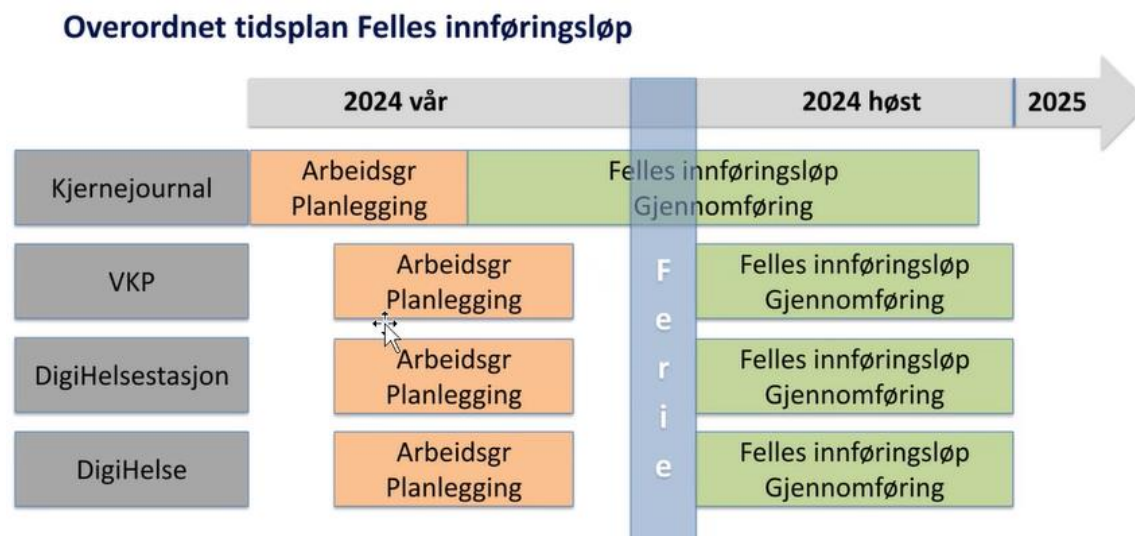 Overordnet tidsplan Felles innføringsløp
2024 vår
2024 høst
2025
Kjernejournal
Arbeidsgr
Planlegging
Felles innføringsløp
Gjennomføring
VKP
Arbeidsgr
Planlegging
Felles innføringsløp
Gjennomføring
DigiHelsestasjon
Arbeidsgr
Planlegging
Felles innføringsløp
Gjennomføring
DigiHelse
Arbeidsgr
Planlegging
Felles innføringsløp
Gjennomføring
Ferie